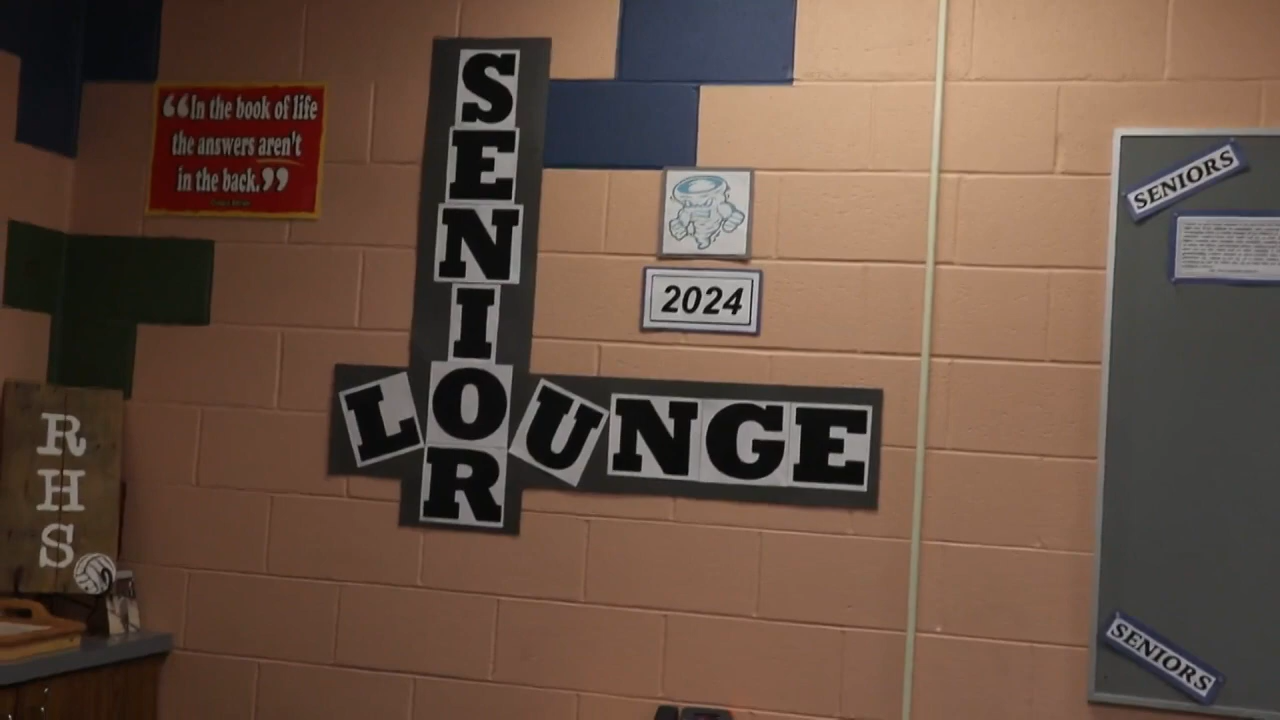 “In the book of life
the answers aren't
in the back.”
SENIOR
LOUNGE
2024
SENIORS
SENIORS
RHS